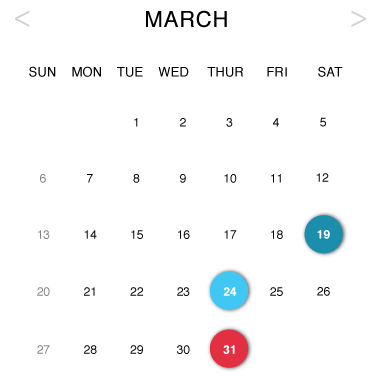 < MARCH >
SUN MON TUE WED THUR FRI SAT
1 2 3 4 5
6 7 8 9 10 11 12
13 14 15 16 17 18 19
20 21 22 23 24 25 26
27 28 29 30 31